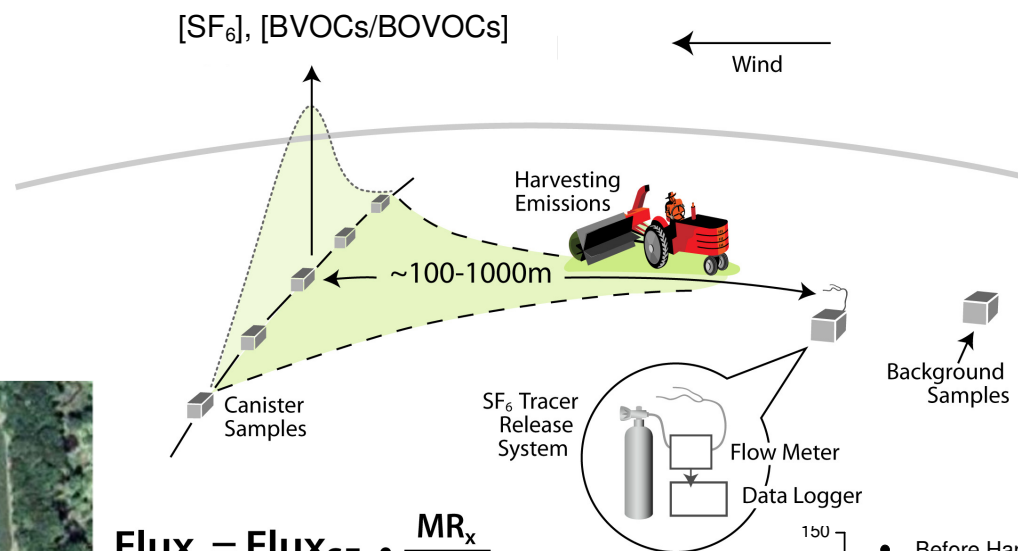 [SF₆], [BVOCs/BOVOCs]
Wind
Harvesting
Emissions
~100-1000m
Background
Samples
Canister
Samples
SF₆ Tracer
Release
System
Flow Meter
Data Logger
MRₓ
150